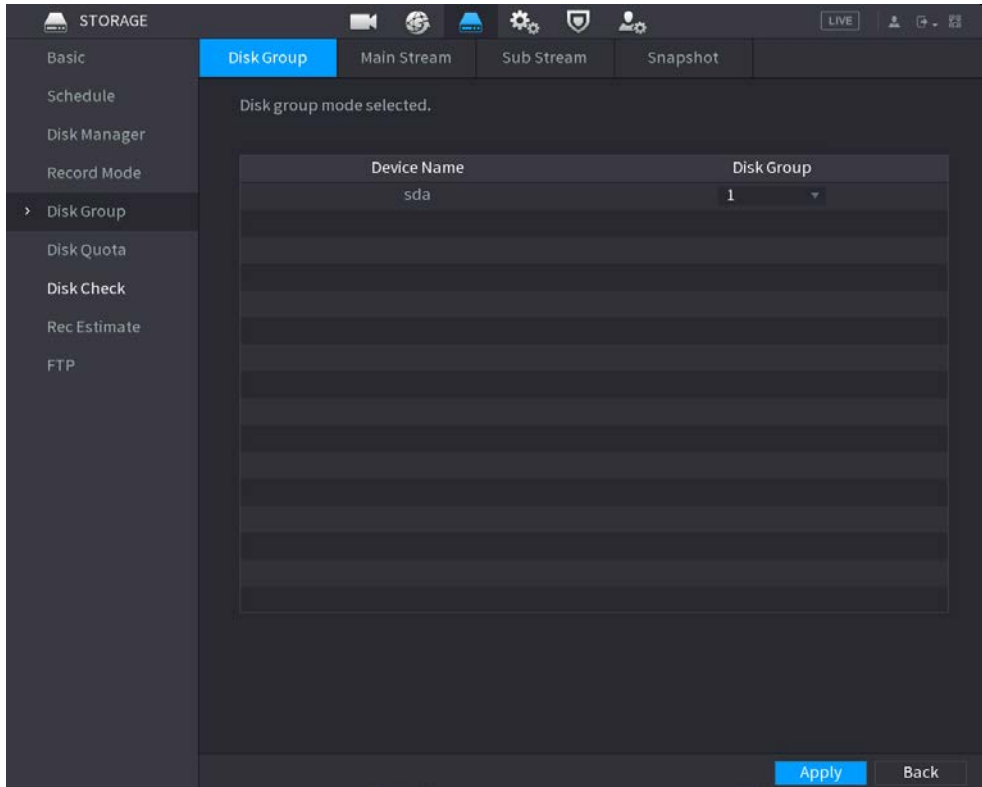 STORAGE
LIVE
Basic
Schedule
Disk Manager
Record Mode
Disk Group
Disk Quota
Disk Check
Rec Estimate
FTP
Disk Group Main Stream Sub Stream Snapshot
Disk group mode selected.
Device Name Disk Group
sda 1
Apply Back